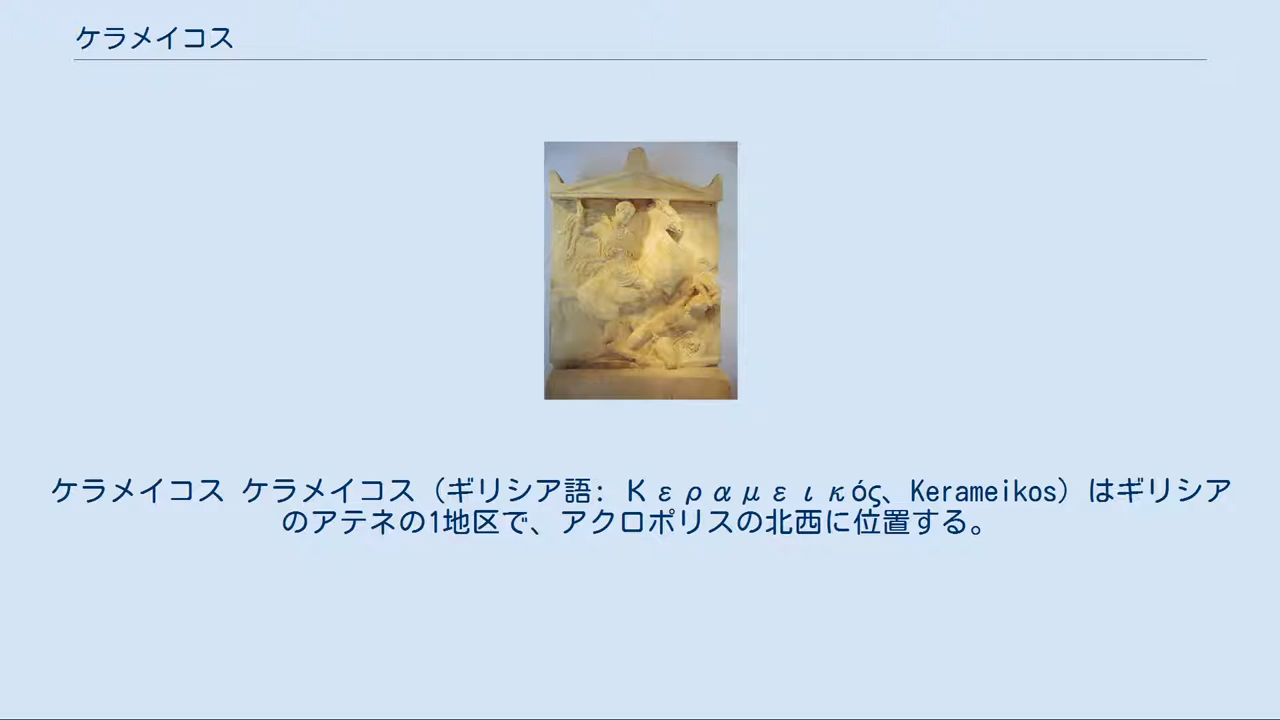 ケラメイコス
ケラメイコス ケラメイコス（ギリシア語: Κεραμεικός、Kerameikos）はギリシア
のアテネの1地区で、アクロポリスの北西に位置する。